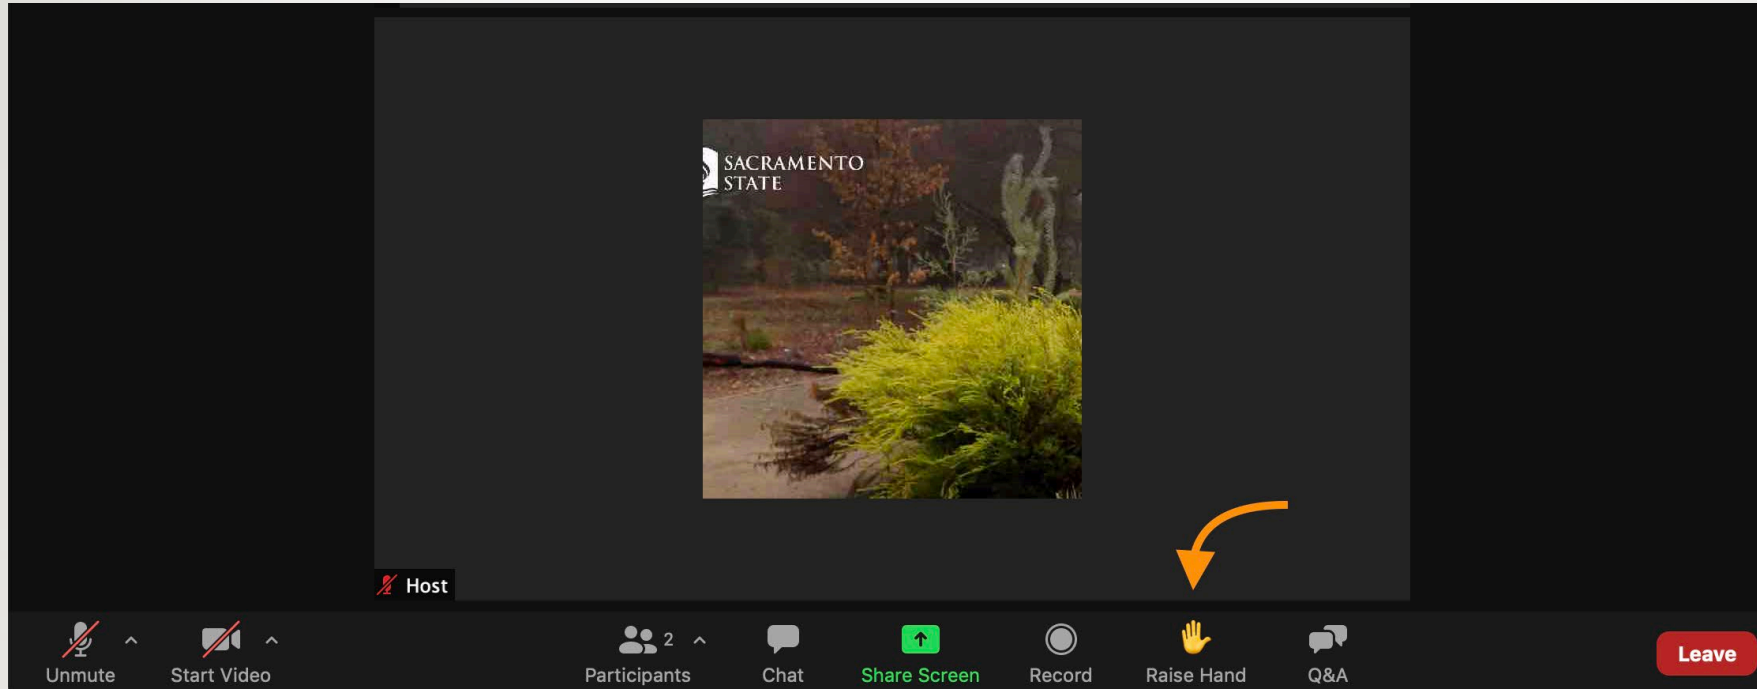 SACRAMENTO
STATE
Host
Unmute
Start Video
2
Participants
Chat
Share Screen
Record
Raise Hand
Q&A
Leave